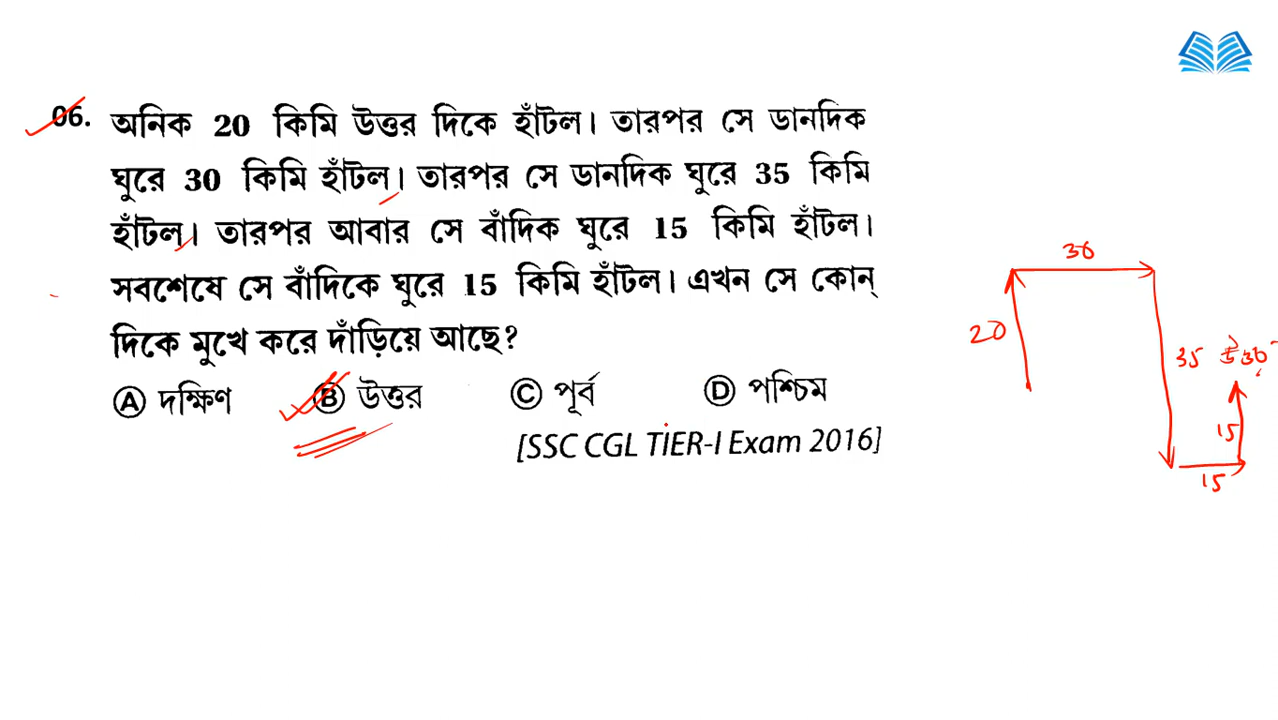 06. অনিক 20 কিমি উত্তর দিকে হাঁটল। তারপর সে ডানদিক
ঘুরে 30 কিমি হাঁটল। তারপর সে ডানদিক ঘুরে 35 কিমি
হাঁটল। তারপর আবার সে বাঁদিক ঘুরে 15 কিমি হাঁটল।
সবশেষে সে বাঁদিকে ঘুরে 15 কিমি হাঁটল। এখন সে কোন্
দিকে মুখে করে দাঁড়িয়ে আছে?
Ⓐ দক্ষিণ Ⓑ উত্তর Ⓒ পূর্ব Ⓓ পশ্চিম
[SSC CGL TIER-I Exam 2016]
30
20
35
15
15